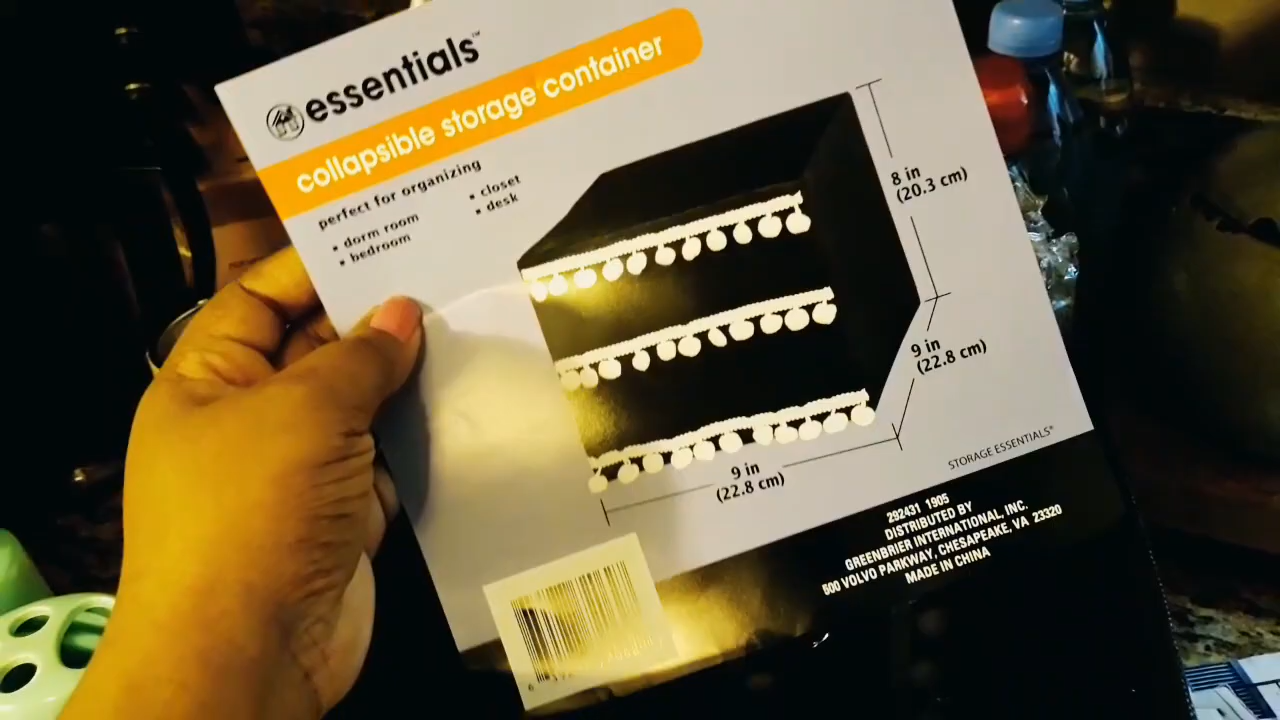 essentials™
collapsible storage container
perfect for organizing
▪ dorm room
▪ bedroom
▪ closet
▪ desk
8 in
(20.3 cm)
9 in
(22.8 cm)
9 in
(22.8 cm)
STORAGE ESSENTIALS®
292431 1905
DISTRIBUTED BY
GREENBRIER INTERNATIONAL, INC.
600 VOLVO PARKWAY, CHESAPEAKE, VA 23320
MADE IN CHINA